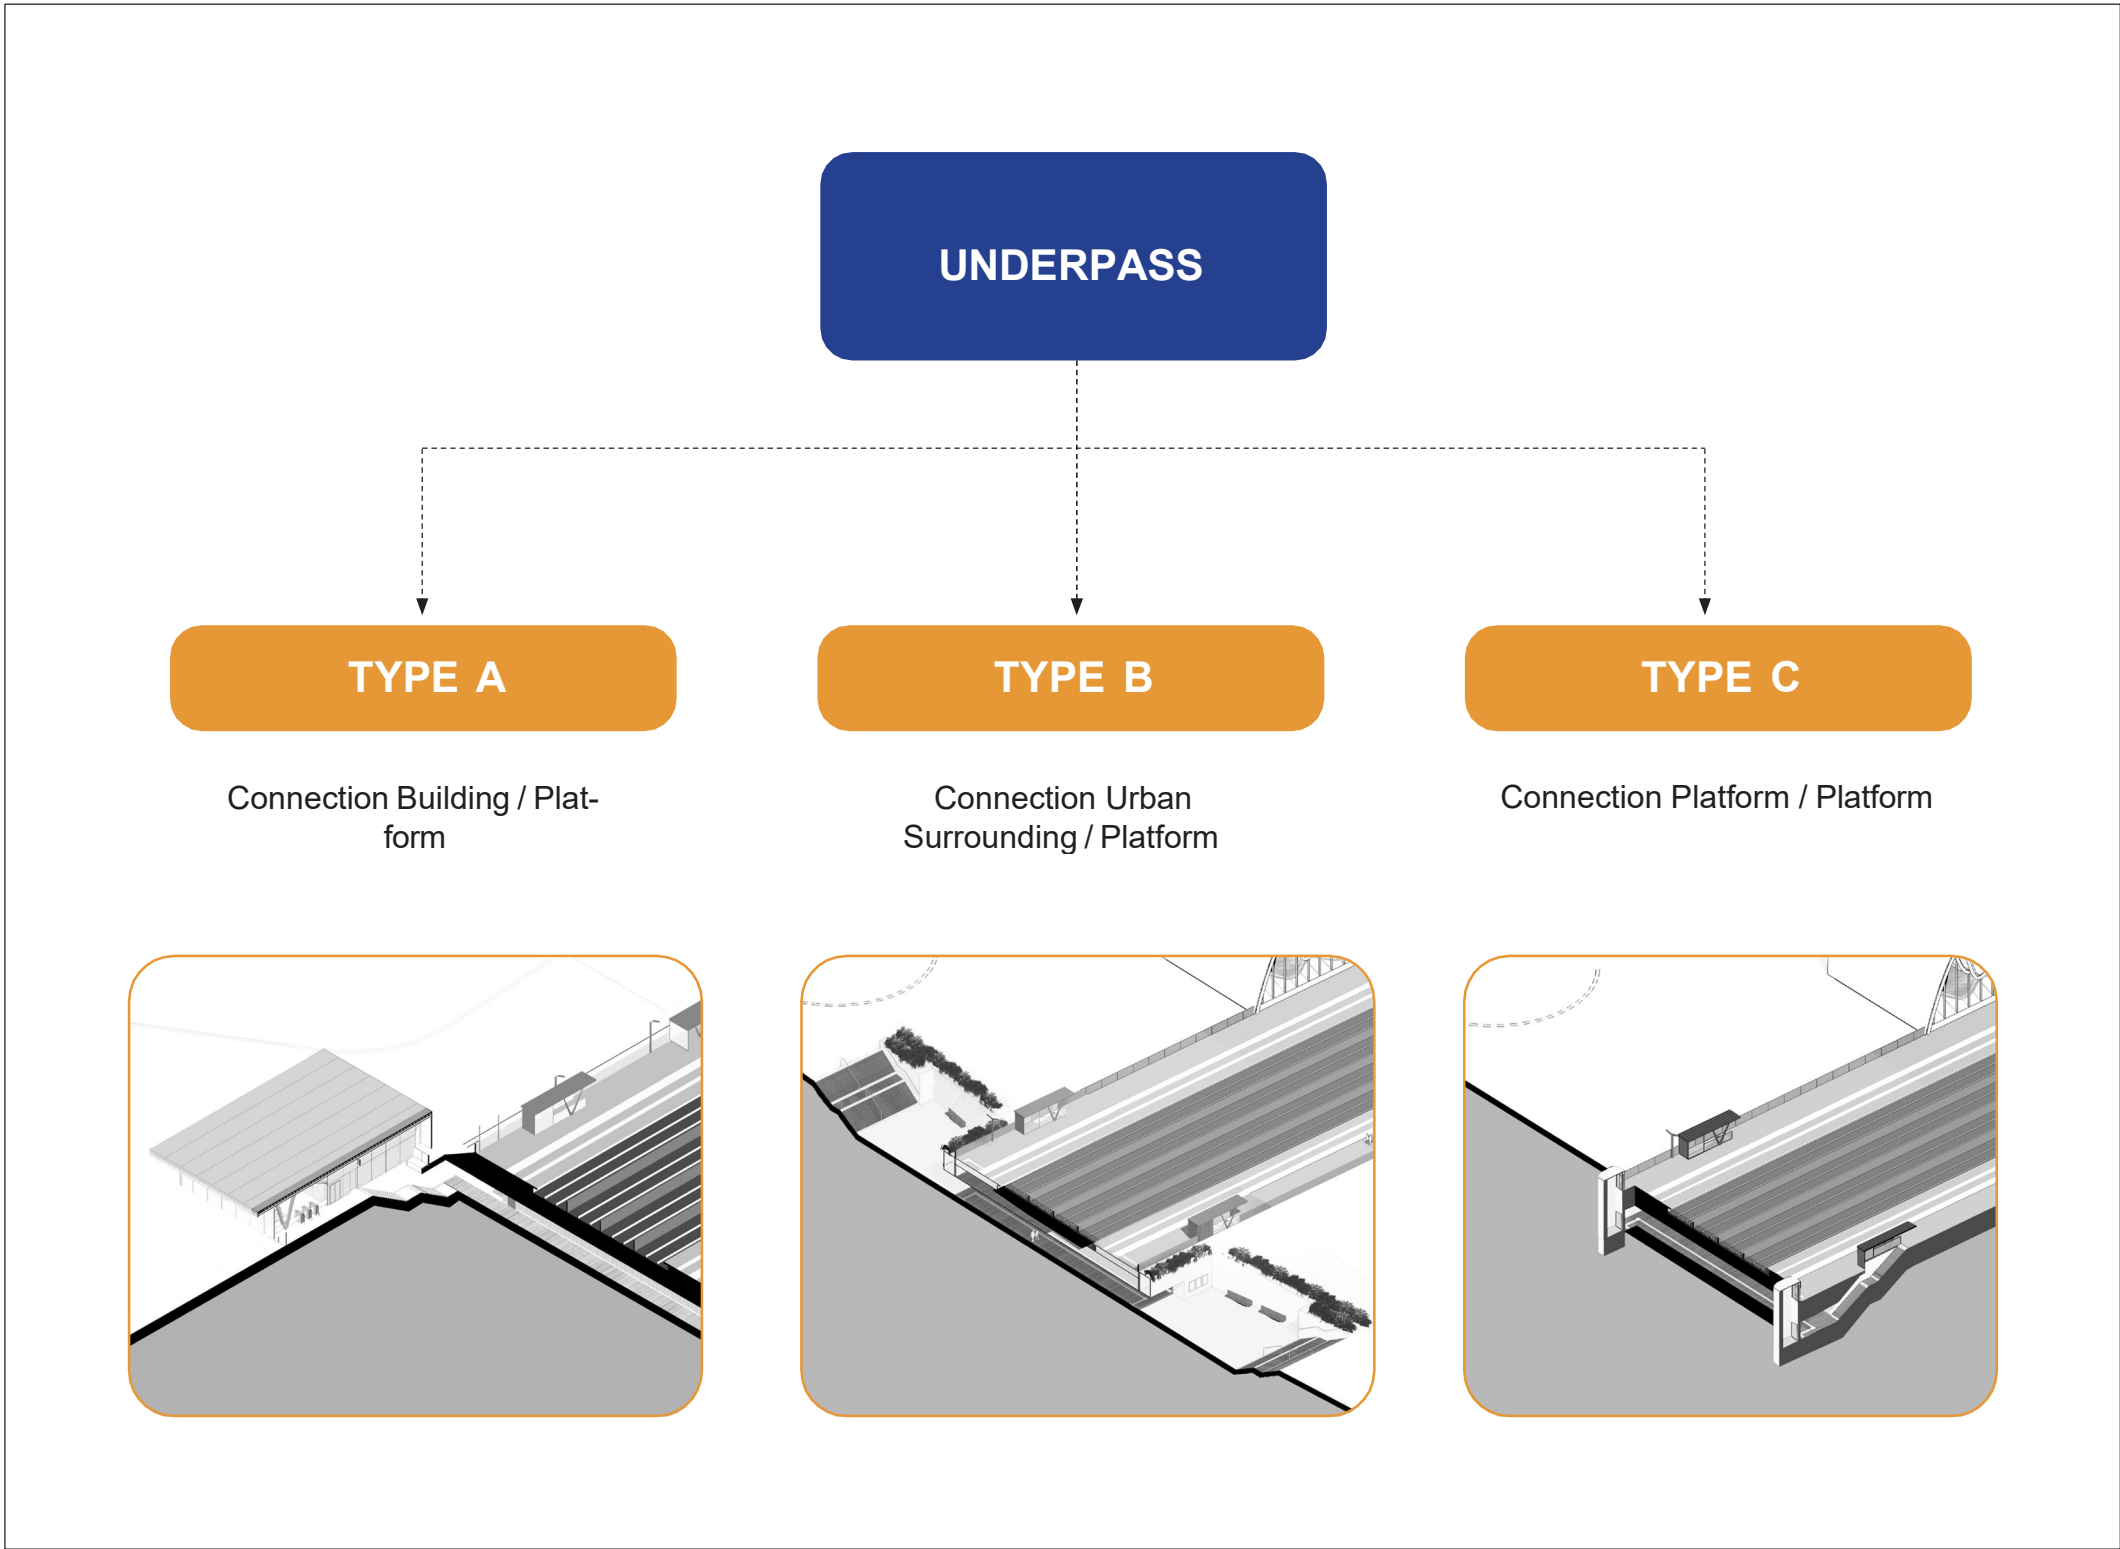 UNDERPASS
TYPE A
TYPE B
TYPE C
Connection Building / Plat-
form
Connection Urban
Surrounding / Platform
Connection Platform / Platform